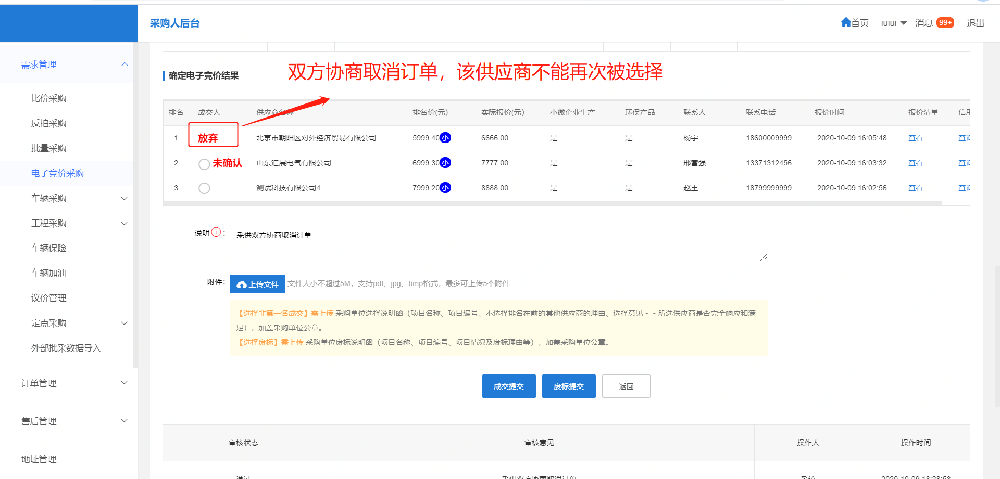 采购人后台
首页 iuiui 消息 99+ 退出
需求管理
比价采购
反拍采购
批量采购
电子竞价采购
车辆采购
工程采购
车辆保险
车辆加油
议价管理
定点采购
外部批采数据导入
订单管理
售后管理
地址管理
确定电子竞价结果
双方协商取消订单，该供应商不能再次被选择
排名 成交人 供应商名称 排名价(元) 实际报价(元) 小微企业生产 环保产品 联系人 联系电话 报价时间 报价清单 信用
1 放弃 北京市朝阳区对外经济贸易有限公司 5999.40 小 6666.00 是 是 杨宇 18600009999 2020-10-09 16:05:48 查看 查询
2 未确认.. 山东汇展电气有限公司 6999.30 小 7777.00 是 是 邢富强 13371312456 2020-10-09 16:03:32 查看 查询
3 测试科技有限公司4 7999.20 小 8888.00 是 是 赵王 18799999999 2020-10-09 16:02:56 查看 查询
说明 ：
采供双方协商取消订单
附件：
上传文件 文件大小不超过5M，支持pdf、jpg、bmp格式，最多可上传5个附件
【选择非第一名成交】需上传 采购单位选择说明函（项目名称、项目编号、不选择排名在前的其他供应商的理由、选择意见 - - 所选供应商是否完全响应和满
足），加盖采购单位公章。
【选择废标】需上传 采购单位废标说明函（项目名称、项目编号、项目情况及废标理由等），加盖采购单位公章。
成交提交 废标提交 返回
审核状态 审核意见 操作人 操作时间
通过 采供双方协商取消订单 系统 2020-10-09 18:28:53